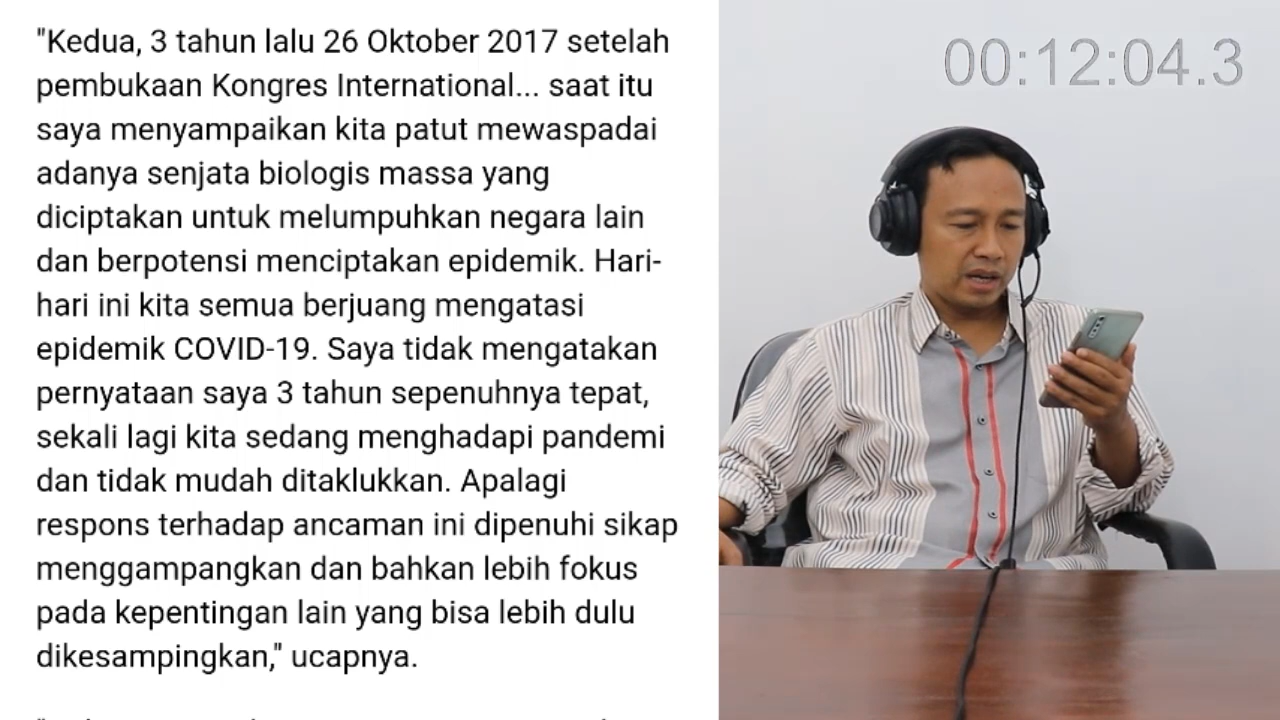 "Kedua, 3 tahun lalu 26 Oktober 2017 setelah
pembukaan Kongres International... saat itu
saya menyampaikan kita patut mewaspadai
adanya senjata biologis massa yang
diciptakan untuk melumpuhkan negara lain
dan berpotensi menciptakan epidemik. Hari-
hari ini kita semua berjuang mengatasi
epidemik COVID-19. Saya tidak mengatakan
pernyataan saya 3 tahun sepenuhnya tepat,
sekali lagi kita sedang menghadapi pandemi
dan tidak mudah ditaklukkan. Apalagi
respons terhadap ancaman ini dipenuhi sikap
menggampangkan dan bahkan lebih fokus
pada kepentingan lain yang bisa lebih dulu
dikesampingkan," ucapnya.
00:12:04.3